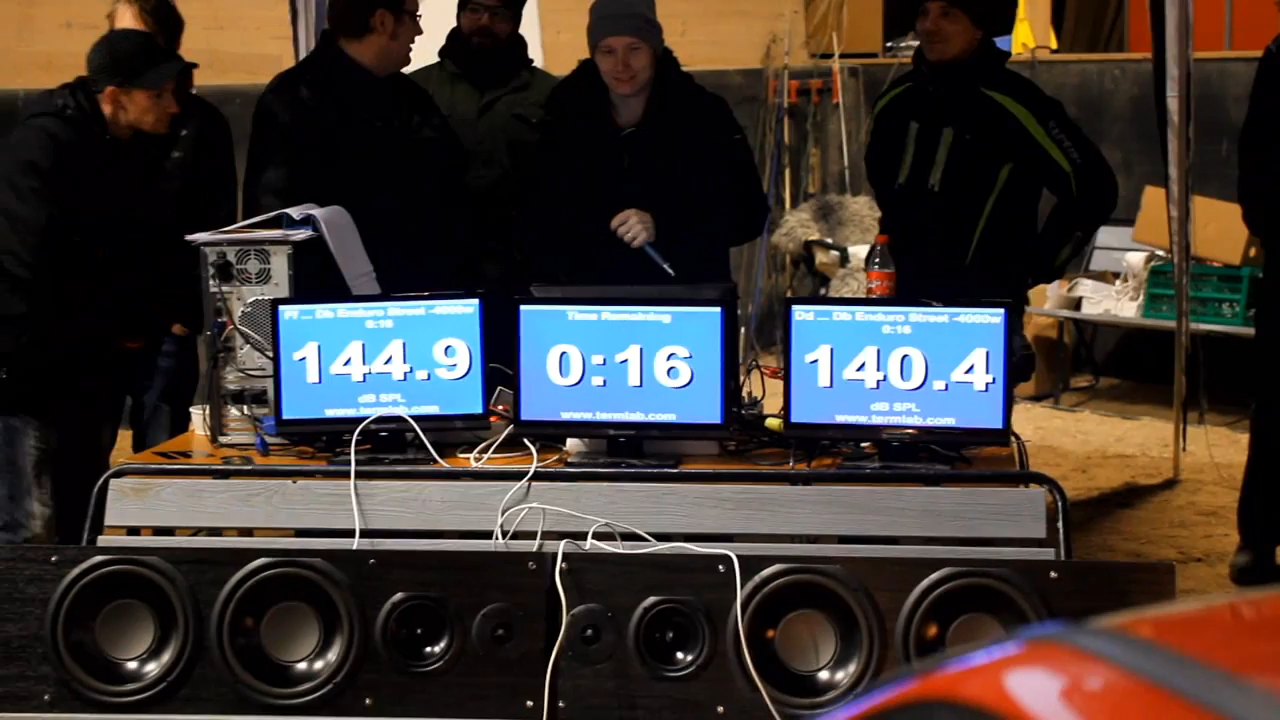 Db Enduro Street -4000w
0:16
144.9
dB SPL
www.termlab.com
Time Remaining
0:16
www.termlab.com
Dd ... Db Enduro Street -4000w
0:16
140.4
dB SPL
www.termlab.com